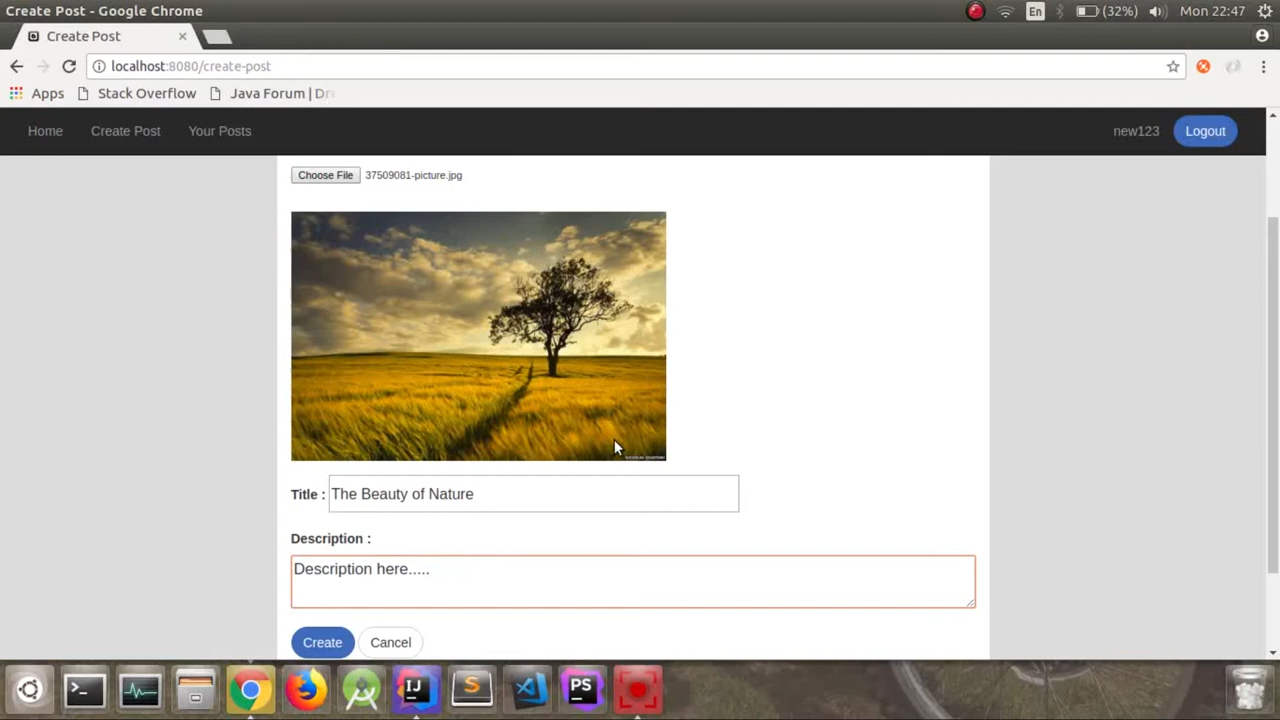 Create Post - Google Chrome
En
(32%)
Mon 22:47
Create Post
localhost:8080/create-post
Apps
Stack Overflow
Java Forum | Dr
Home
Create Post
Your Posts
new123
Logout
Choose File
37509081-picture.jpg
Title :
The Beauty of Nature
Description :
Description here.....
Create
Cancel
>_
IJ
S
PS